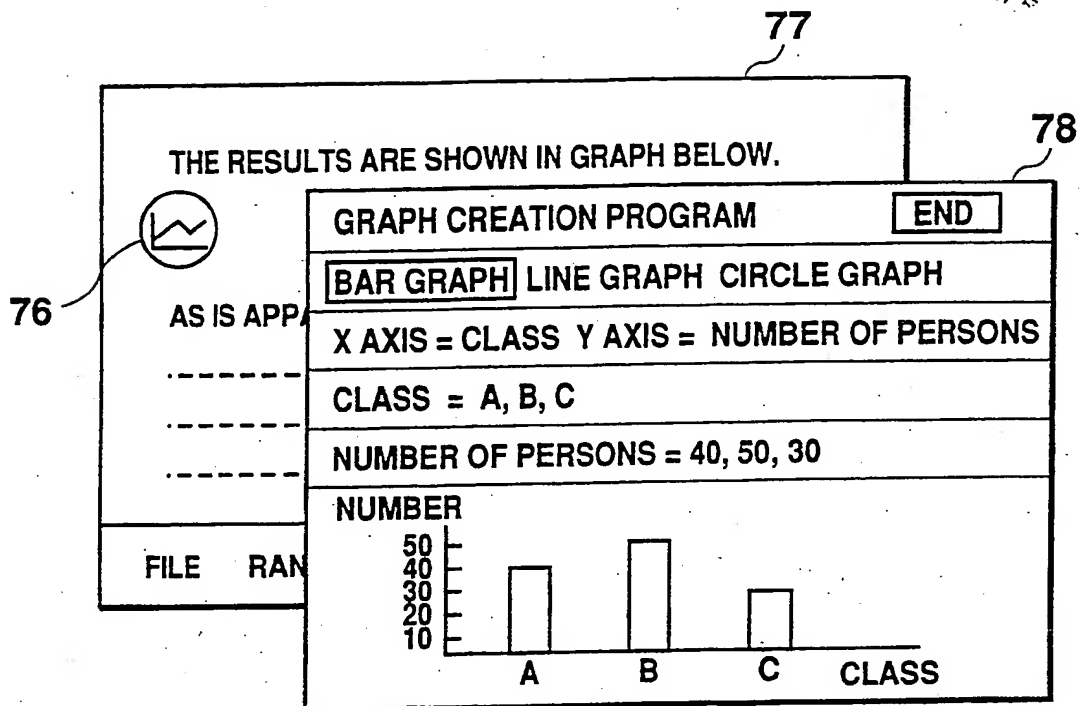 77
78
THE RESULTS ARE SHOWN IN GRAPH BELOW.
GRAPH CREATION PROGRAM END
BAR GRAPH LINE GRAPH CIRCLE GRAPH
76
AS IS APPA
X AXIS = CLASS Y AXIS = NUMBER OF PERSONS
CLASS = A, B, C
NUMBER OF PERSONS = 40, 50, 30
NUMBER
50
40
30
20
10
A B C CLASS
FILE RAN